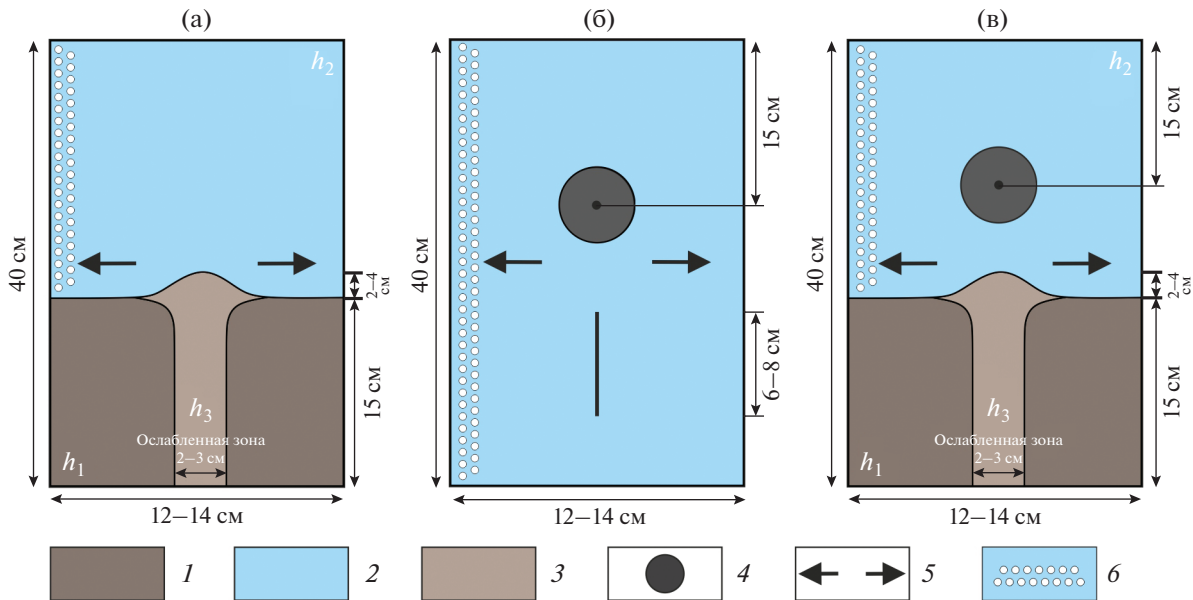 (а)
40 см
h₂
2–4
см
15 см
h₃
Ослабленная зона
2–3 см
h₁
12–14 см
(б)
40 см
15 см
6–8 см
12–14 см
(в)
40 см
h₂
15 см
2–4
см
15 см
h₃
Ослабленная зона
2–3 см
h₁
12–14 см
1
2
3
4
5
6